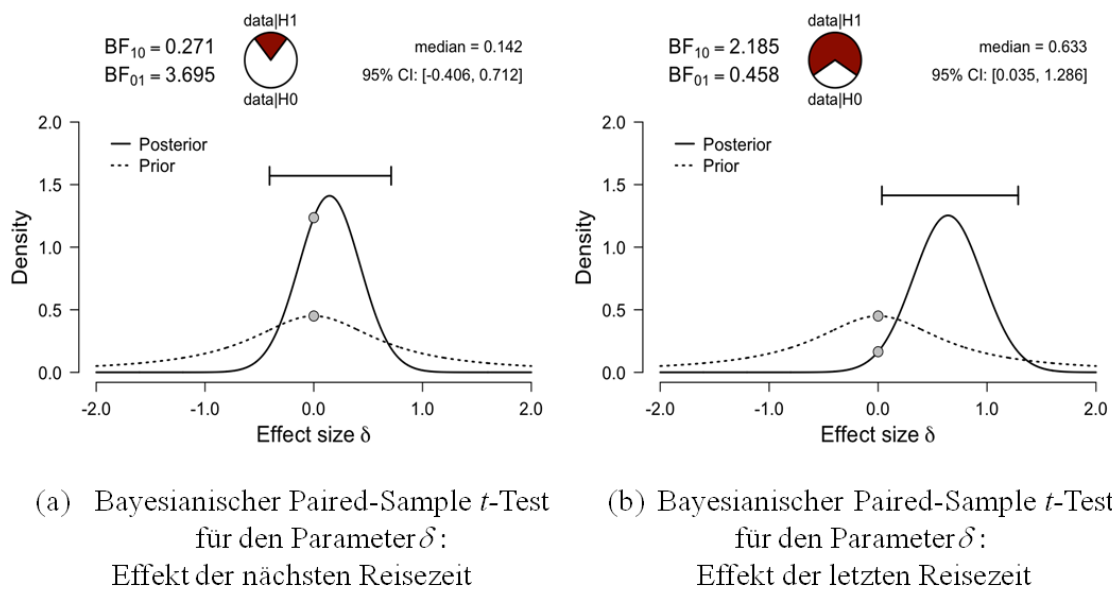 data|H1
BF10 = 0.271
BF01 = 3.695
data|H0
median = 0.142
95% CI: [-0.406, 0.712]
2.0
1.5
1.0
0.5
0.0
Density
Posterior
Prior
-2.0 -1.0 0.0 1.0 2.0
Effect size δ
(a) Bayesianischer Paired-Sample t-Test
für den Parameter δ :
Effekt der nächsten Reisezeit
data|H1
BF10 = 2.185
BF01 = 0.458
data|H0
median = 0.633
95% CI: [0.035, 1.286]
2.0
1.5
1.0
0.5
0.0
Density
Posterior
Prior
-2.0 -1.0 0.0 1.0 2.0
Effect size δ
(b) Bayesianischer Paired-Sample t-Test
für den Parameter δ :
Effekt der letzten Reisezeit